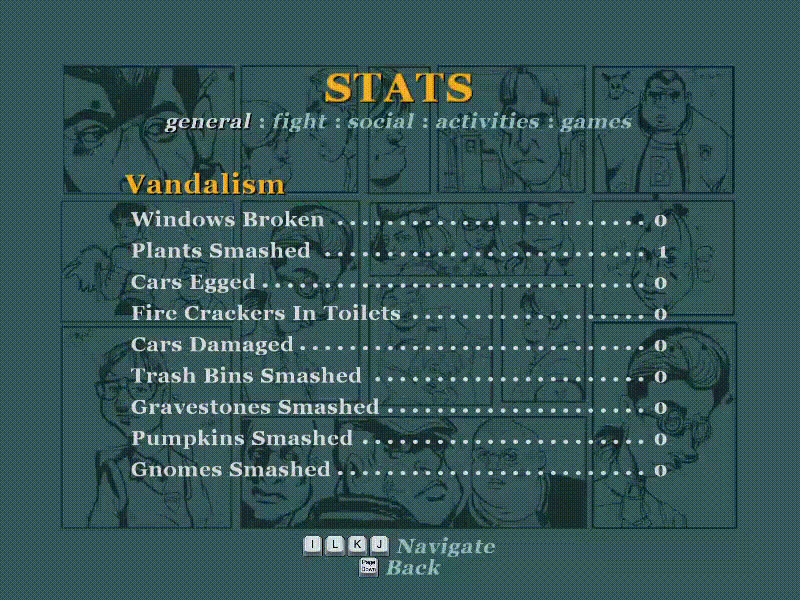 STATS
general : fight : social : activities : games
Vandalism
Windows Broken ........................ 0
Plants Smashed ........................ 1
Cars Egged ........................ 0
Fire Crackers In Toilets ........................ 0
Cars Damaged ........................ 0
Trash Bins Smashed ........................ 0
Gravestones Smashed ........................ 0
Pumpkins Smashed ........................ 0
Gnomes Smashed ........................ 0
I L K J Navigate
Page Down Back